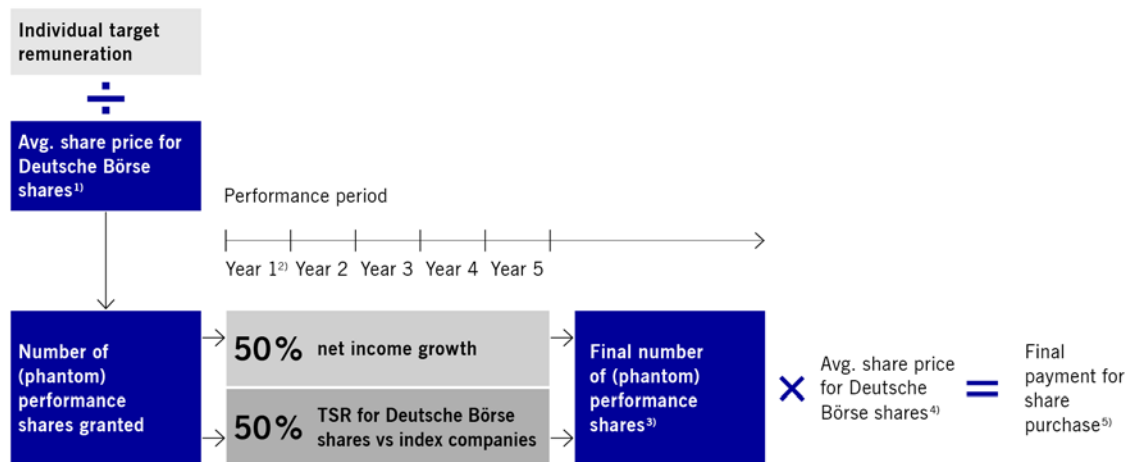 Individual target
remuneration
÷
Avg. share price for
Deutsche Börse
shares¹⁾
Performance period
Year 1²⁾ Year 2 Year 3 Year 4 Year 5
Number of
(phantom)
performance
shares granted
50% net income growth
50% TSR for Deutsche Börse
shares vs index companies
Final number
of (phantom)
performance
shares³⁾
×
Avg. share price
for Deutsche
Börse shares⁴⁾
=
Final
payment for
share
purchase⁵⁾